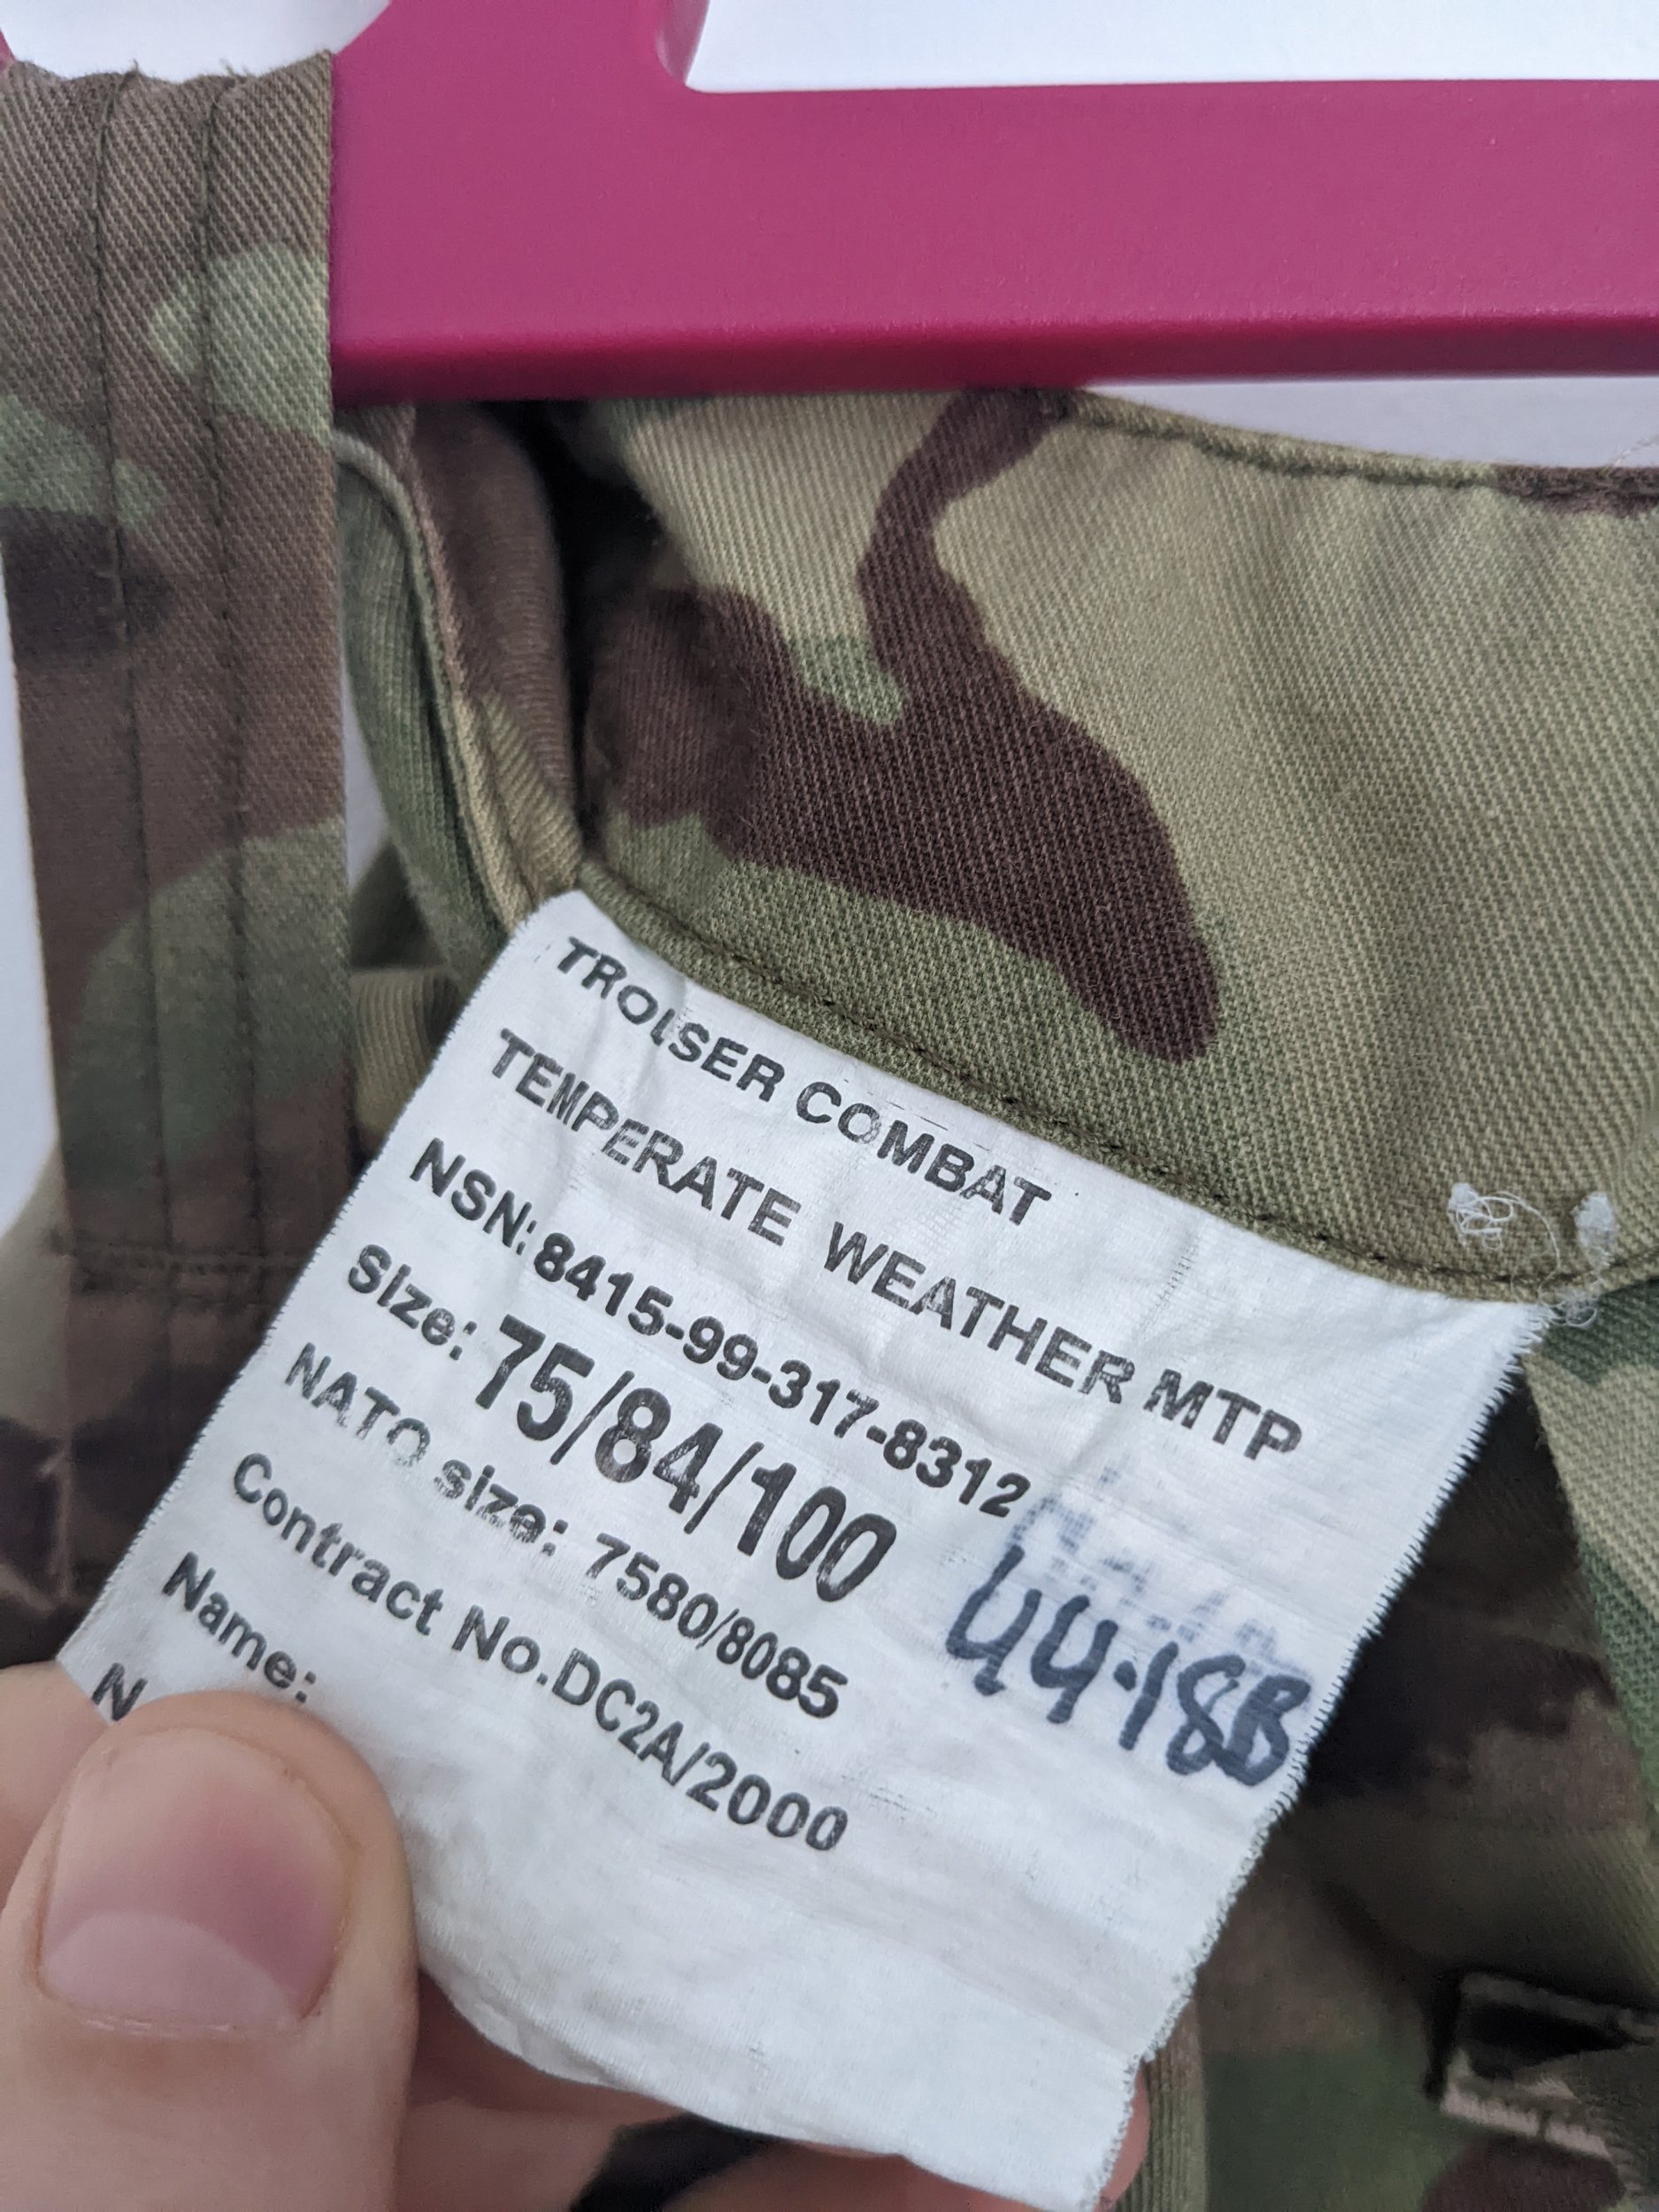 TROUSER COMBAT
TEMPERATE WEATHER MTP
NSN: 8415-99-317-8312
Size: 75/84/100
NATO size: 7580/8085
Contract No.DC2A/2000
44.18B
Name:
N